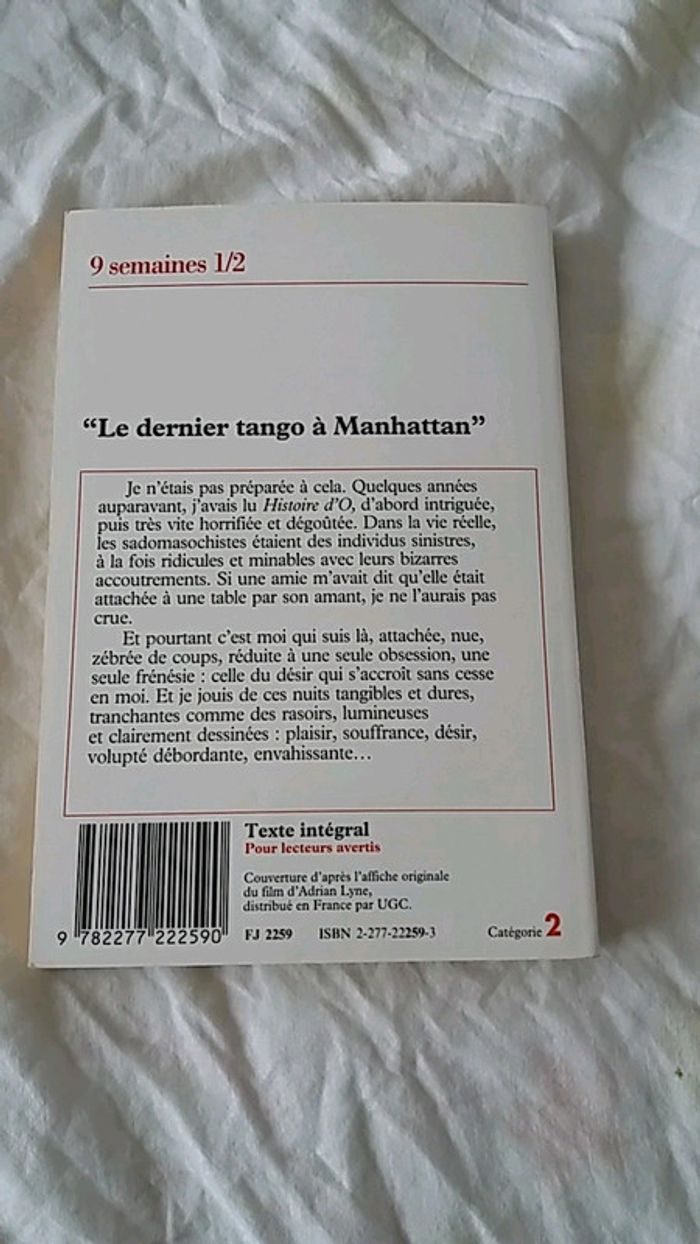 9 semaines 1/2
“Le dernier tango à Manhattan”
Je n’étais pas préparée à cela. Quelques années
auparavant, j’avais lu Histoire d’O, d’abord intriguée,
puis très vite horrifiée et dégoûtée. Dans la vie réelle,
les sadomasochistes étaient des individus sinistres,
à la fois ridicules et minables avec leurs bizarres
accoutrements. Si une amie m’avait dit qu’elle était
attachée à une table par son amant, je ne l’aurais pas
crue.
Et pourtant c’est moi qui suis là, attachée, nue,
zébrée de coups, réduite à une seule obsession, une
seule frénésie : celle du désir qui s’accroît sans cesse
en moi. Et je jouis de ces nuits tangibles et dures,
tranchantes comme des rasoirs, lumineuses
et clairement dessinées : plaisir, souffrance, désir,
volupté débordante, envahissante…
Texte intégral
Pour lecteurs avertis
Couverture d’après l’affiche originale
du film d’Adrian Lyne,
distribué en France par UGC.
9 782277 222590
FJ 2259 ISBN 2-277-22259-3 Catégorie 2